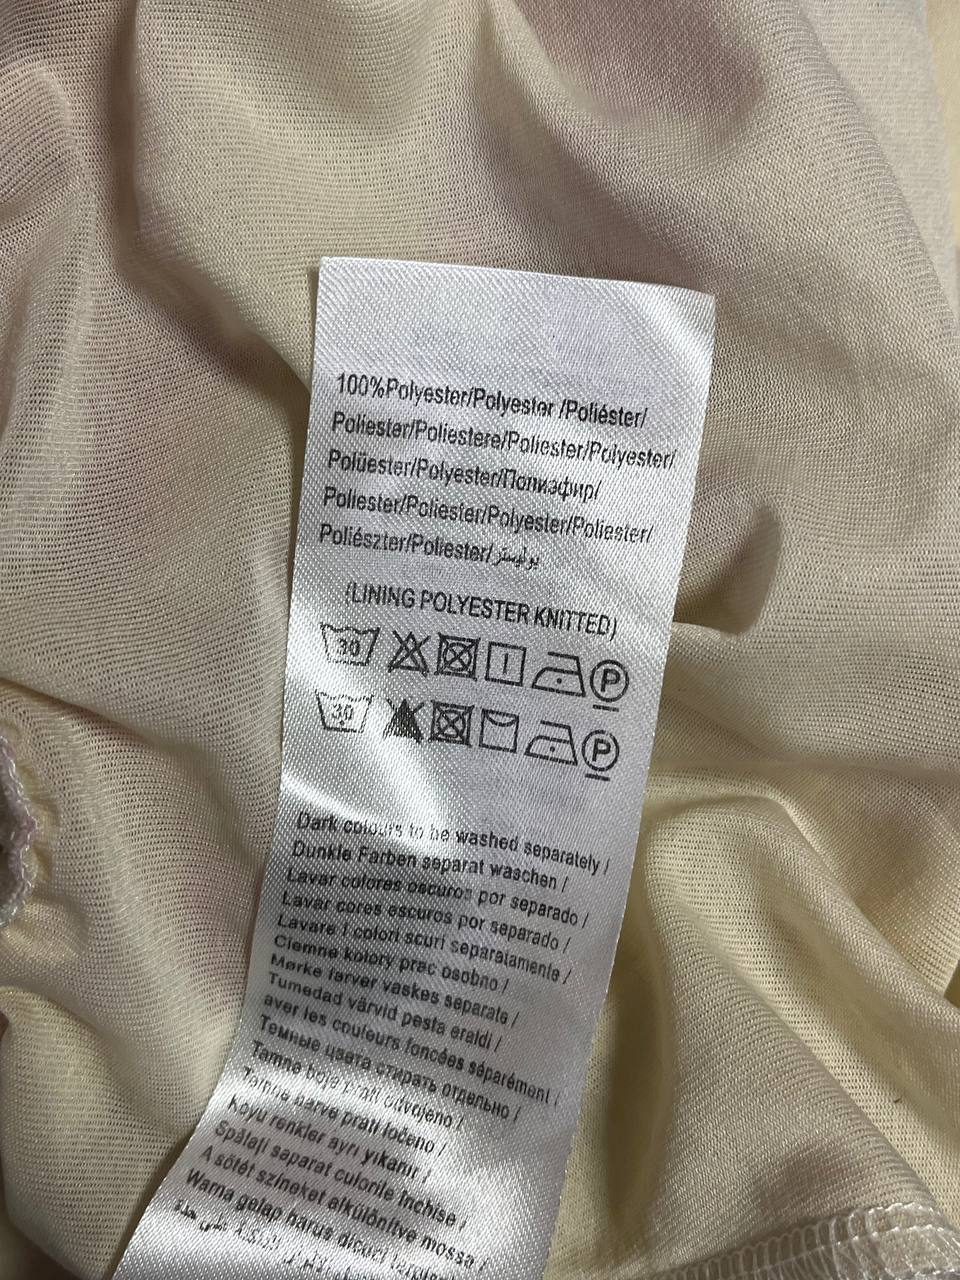 100%Polyester/Polyester /Poliéster/
Poliester/Poliestere/Poliester/Polyester/
Polüester/Polyester/Полиэфир/
Poliester/Poliester/Polyester/Poliester/
Poliészter/Poliester/بوليستر
(LINING POLYESTER KNITTED)
30 P
30 P
Dark colours to be washed separately /
Dunkle Farben separat waschen /
Lavar colores oscuros por separado /
Lavar cores escuros por separado /
Lavare i colori scuri separatamente /
Ciemne kolory prac osobno /
Mørke farver vaskes separate /
Tumedad värvid pesta eraldi /
aver les couleurs foncées séparément /
Темные цвета стирать отдельно /
Tamne boje prati odvojeno /
Tamne barve prati ločeno /
Koyu renkler ayrı yıkanır /
Spălaţi saparat culorile închise /
A sötét színeket elkülönítve mossa /
Warna gelap harus dicuci